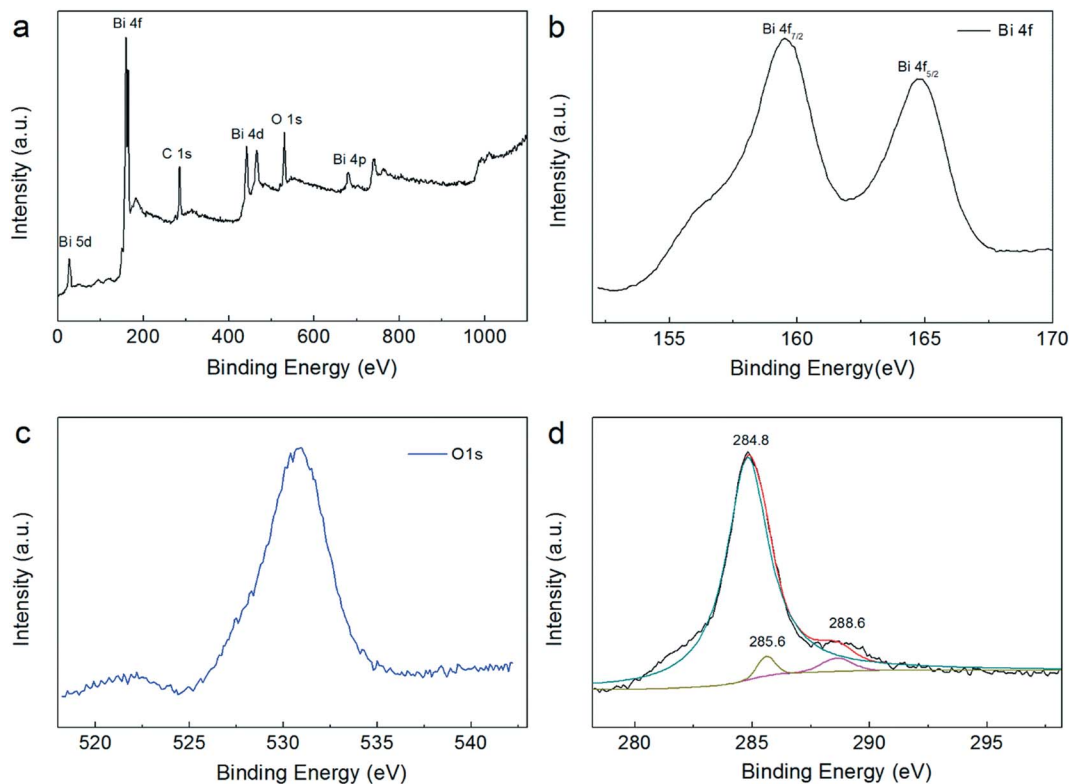 a
Bi 4f
C 1s
Bi 4d
O 1s
Bi 4p
Bi 5d
Intensity (a.u.)
0 200 400 600 800 1000
Binding Energy (eV)
b
Bi 4f7/2
Bi 4f5/2
Bi 4f
Intensity (a.u.)
155 160 165 170
Binding Energy(eV)
c
O1s
Intensity (a.u.)
520 525 530 535 540
Binding Energy (eV)
d
284.8
285.6
288.6
Intensity (a.u.)
280 285 290 295
Binding Energy (eV)